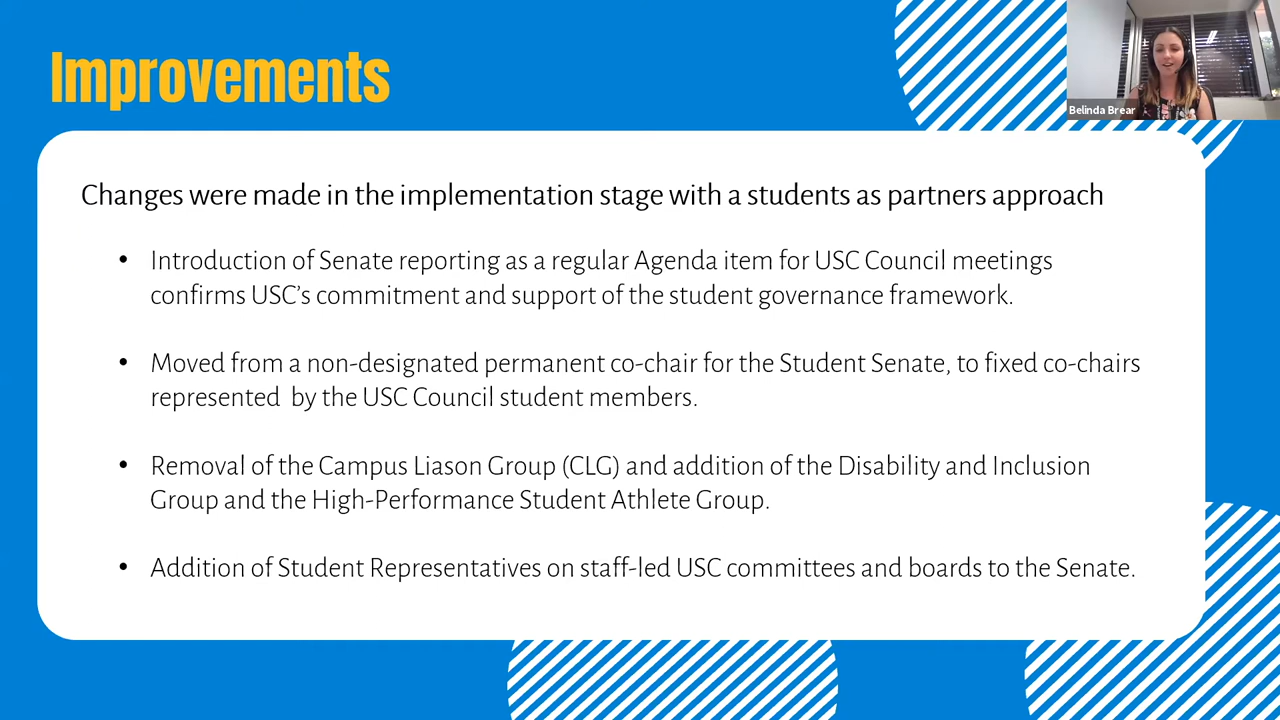 Improvements
Belinda Brear
Changes were made in the implementation stage with a students as partners approach
• Introduction of Senate reporting as a regular Agenda item for USC Council meetings
confirms USC's commitment and support of the student governance framework.
• Moved from a non-designated permanent co-chair for the Student Senate, to fixed co-chairs
represented by the USC Council student members.
• Removal of the Campus Liason Group (CLG) and addition of the Disability and Inclusion
Group and the High-Performance Student Athlete Group.
• Addition of Student Representatives on staff-led USC committees and boards to the Senate.